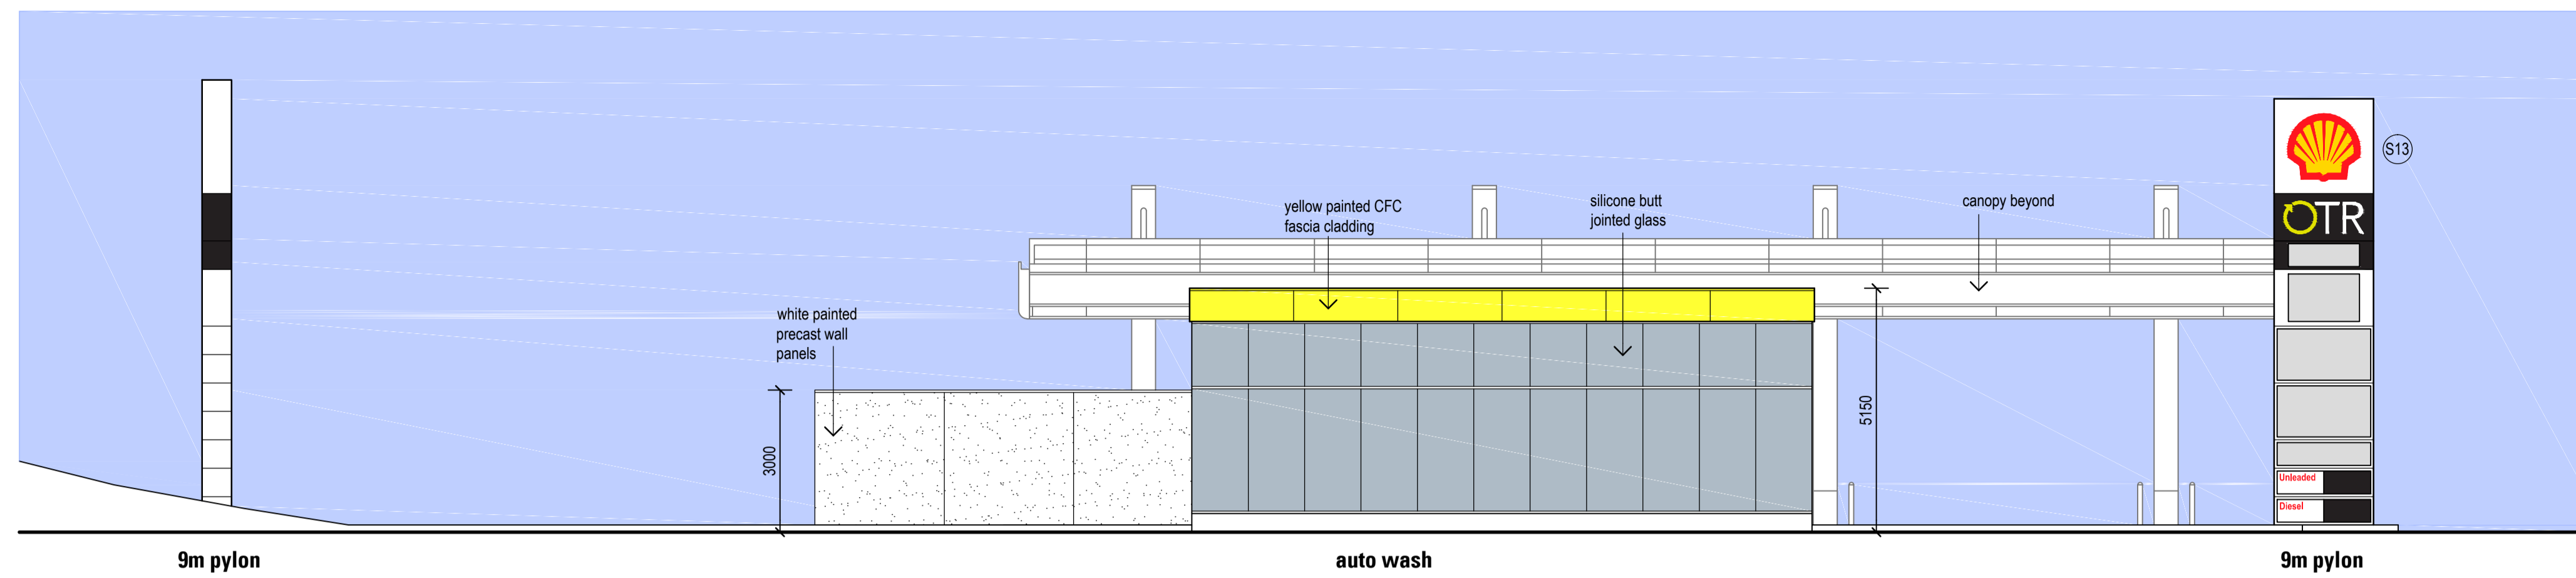 S13
OTR
yellow painted CFC
fascia cladding
silicone butt
jointed glass
canopy beyond
white painted
precast wall
panels
3000
5150
Unleaded
Diesel
9m pylon
auto wash
9m pylon